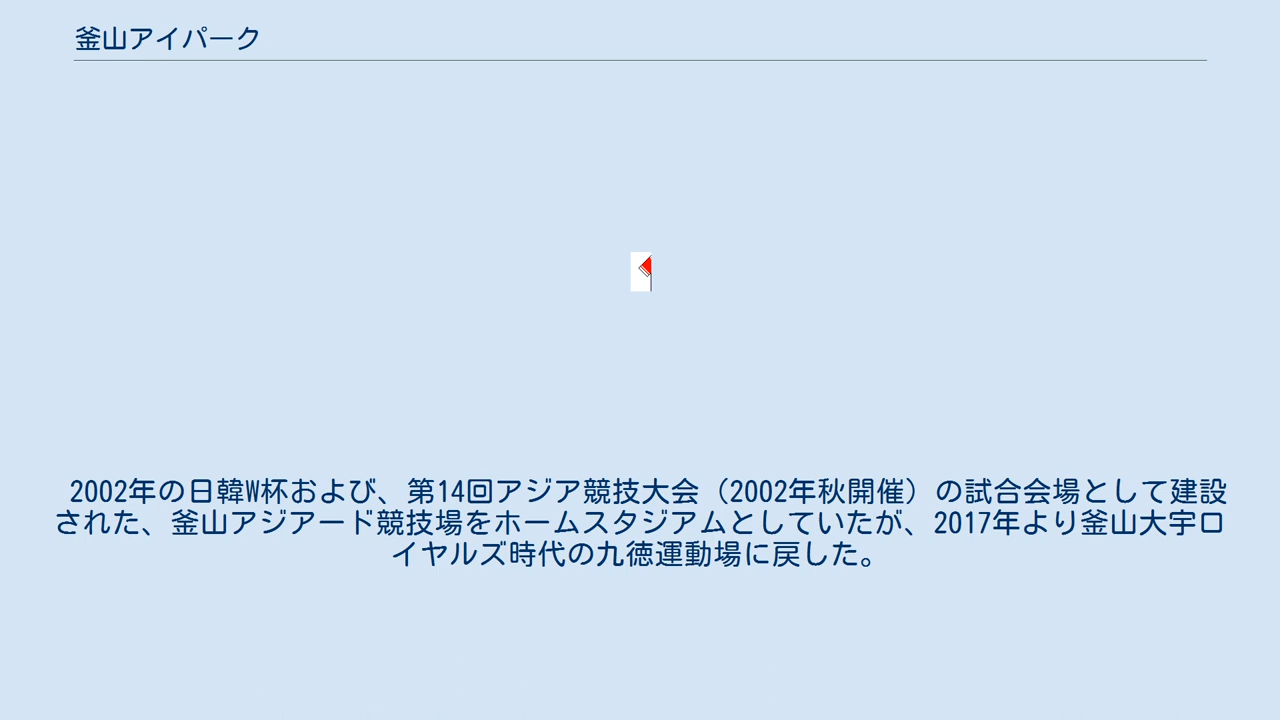 釜山アイパーク
2002年の日韓W杯および、第14回アジア競技大会（2002年秋開催）の試合会場として建設
された、釜山アジアード競技場をホームスタジアムとしていたが、2017年より釜山大宇ロ
イヤルズ時代の九徳運動場に戻した。